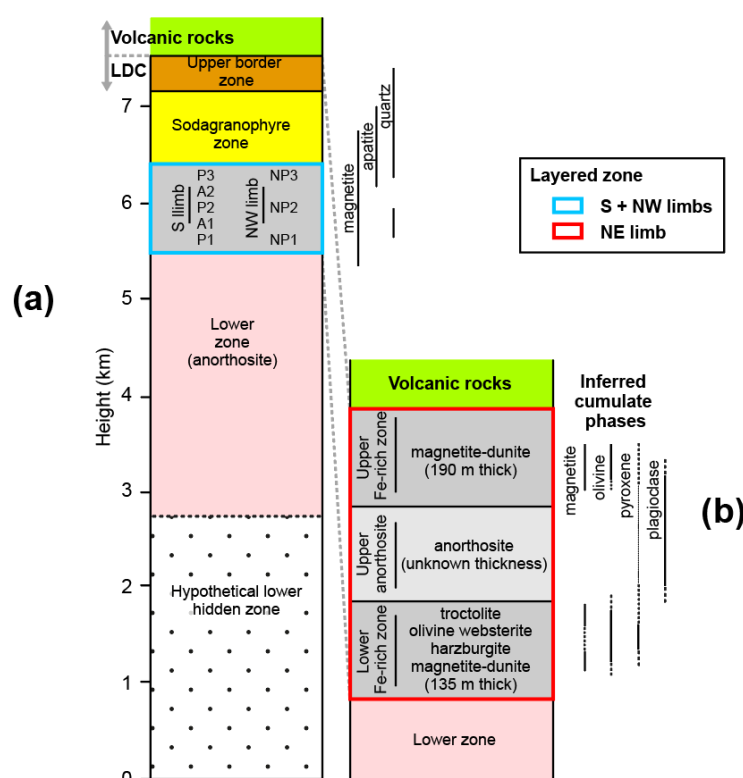 Volcanic rocks
LDC
Upper border
zone
7
Sodagranophyre
zone
6
S limb
P3
A2
P2
A1
P1
NW limb
NP3
NP2
NP1
5
Lower
zone
(anorthosite)
4
3
Hypothetical lower
hidden zone
2
1
0
Height (km)
(a)
magnetite
apatite
quartz
Layered zone
S + NW limbs
NE limb
Volcanic rocks
Upper
Fe-rich zone
magnetite-dunite
(190 m thick)
Upper
anorthosite
anorthosite
(unknown thickness)
Lower
Fe-rich zone
troctolite
olivine websterite
harzburgite
magnetite-dunite
(135 m thick)
Lower zone
Inferred
cumulate
phases
magnetite
olivine
pyroxene
plagiodase
(b)